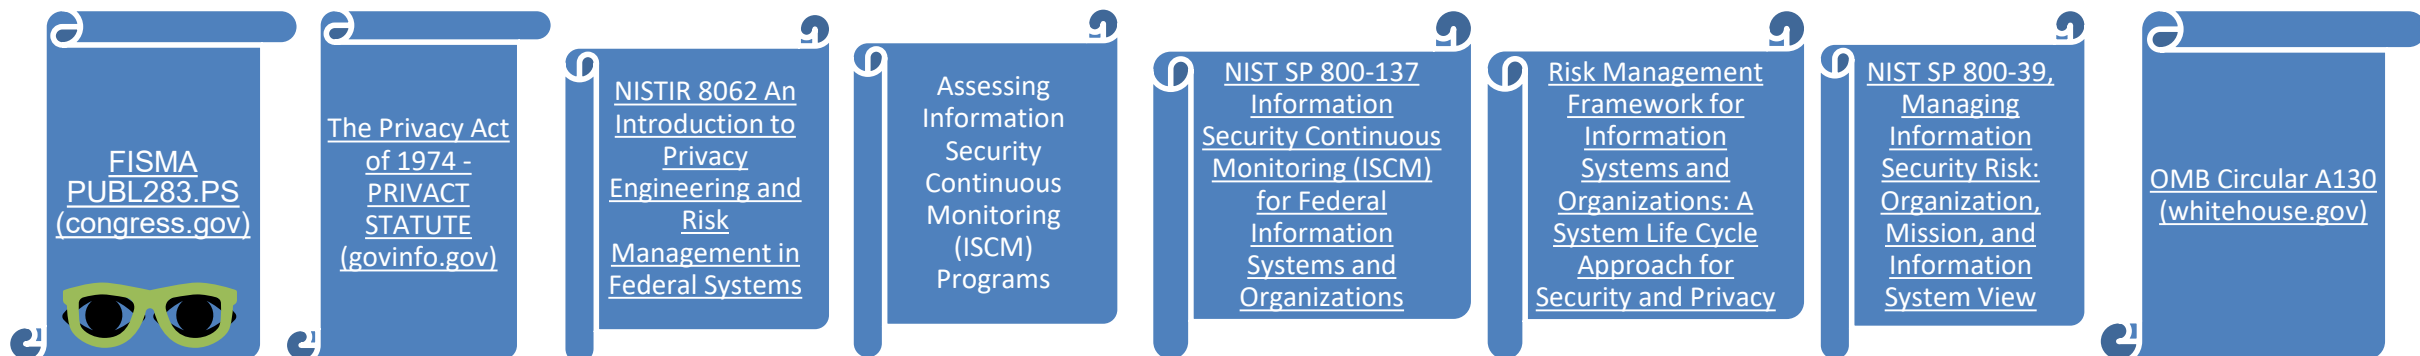 FISMA
PUBL283.PS
(congress.gov)
The Privacy Act
of 1974 -
PRIVACT
STATUTE
(govinfo.gov)
NISTIR 8062 An
Introduction to
Privacy
Engineering and
Risk
Management in
Federal Systems
Assessing
Information
Security
Continuous
Monitoring
(ISCM)
Programs
NIST SP 800-137
Information
Security Continuous
Monitoring (ISCM)
for Federal
Information
Systems and
Organizations
Risk Management
Framework for
Information
Systems and
Organizations: A
System Life Cycle
Approach for
Security and Privacy
NIST SP 800-39,
Managing
Information
Security Risk:
Organization,
Mission, and
Information
System View
OMB Circular A130
(whitehouse.gov)